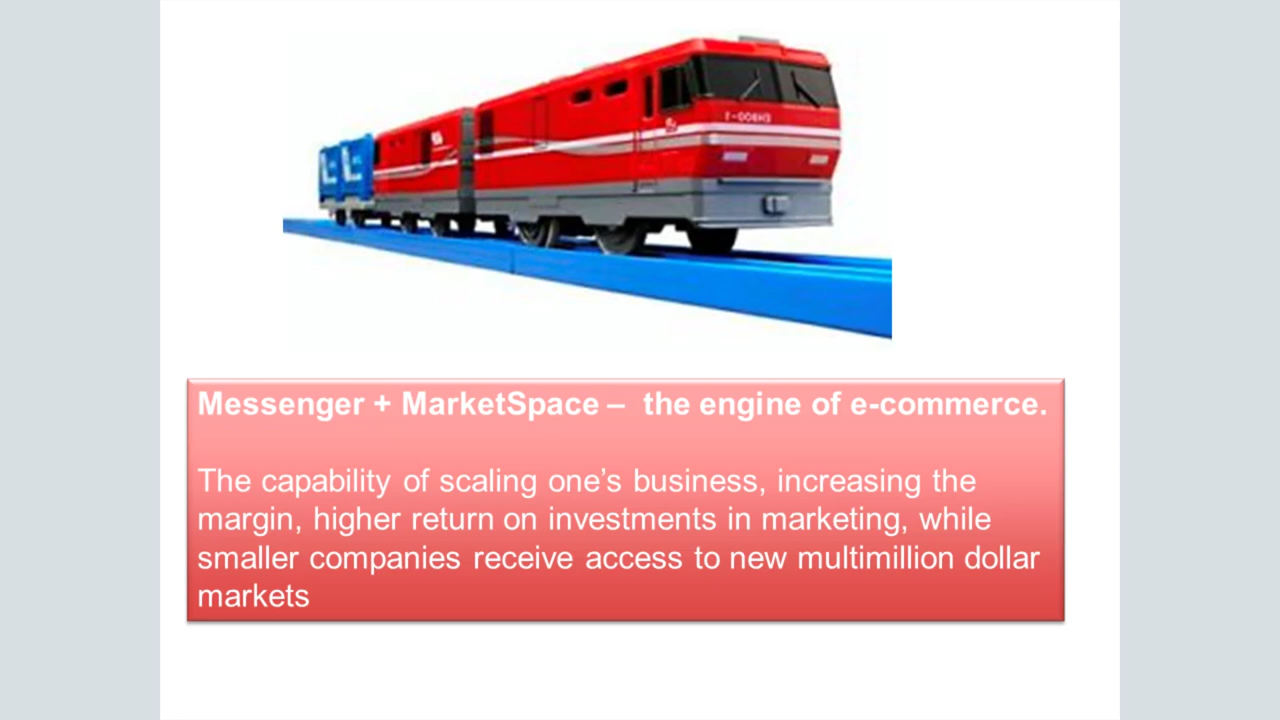 Messenger + MarketSpace –  the engine of e-commerce.
The capability of scaling one’s business, increasing the
margin, higher return on investments in marketing, while
smaller companies receive access to new multimillion dollar
markets